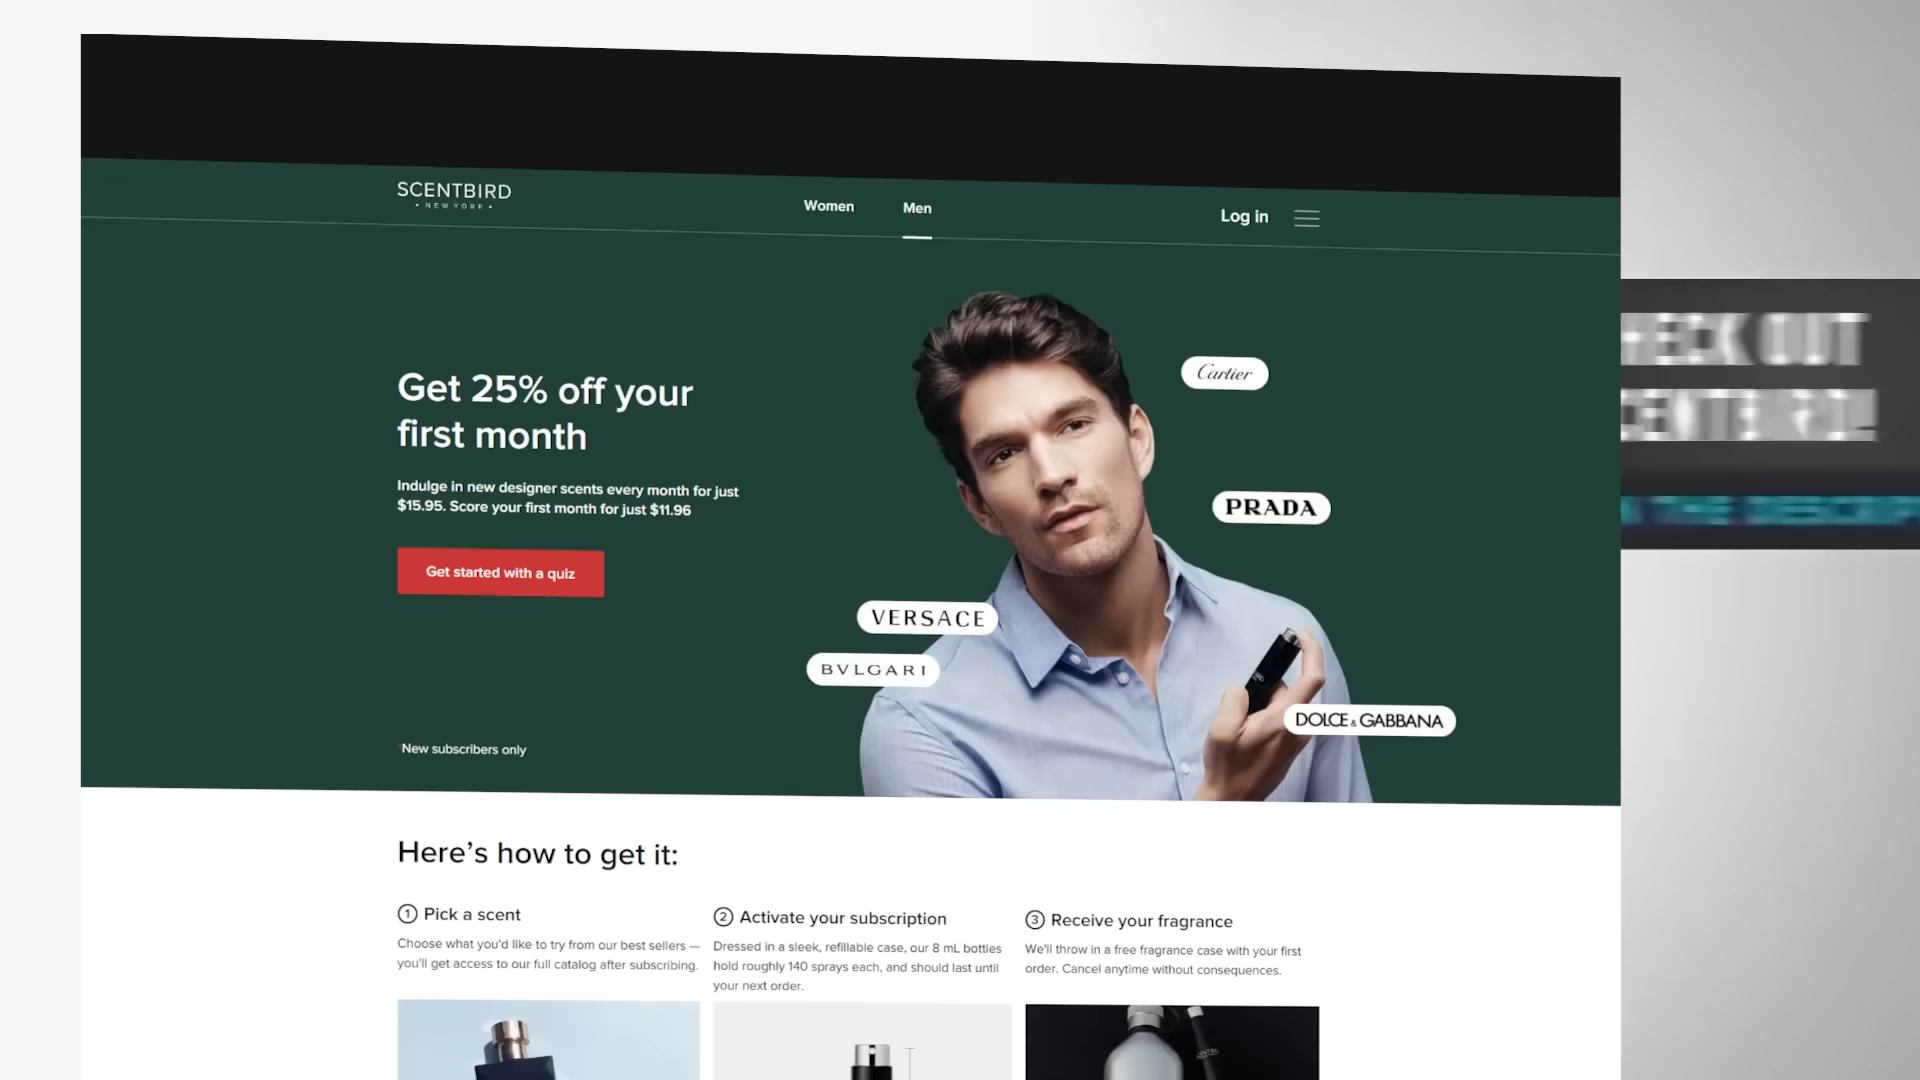 SCENTBIRD
• NEW YORK •
Women
Men
Log in
Get 25% off your
first month
Indulge in new designer scents every month for just
$15.95. Score your first month for just $11.96
Get started with a quiz
*New subscribers only
Cartier
PRADA
VERSACE
BVLGARI
DOLCE & GABBANA
HECK OUT
Here's how to get it:
1 Pick a scent
Choose what you'd like to try from our best sellers —
you'll get access to our full catalog after subscribing.
2 Activate your subscription
Dressed in a sleek, refillable case, our 8 mL bottles
hold roughly 140 sprays each, and should last until
your next order.
3 Receive your fragrance
We'll throw in a free fragrance case with your first
order. Cancel anytime without consequences.